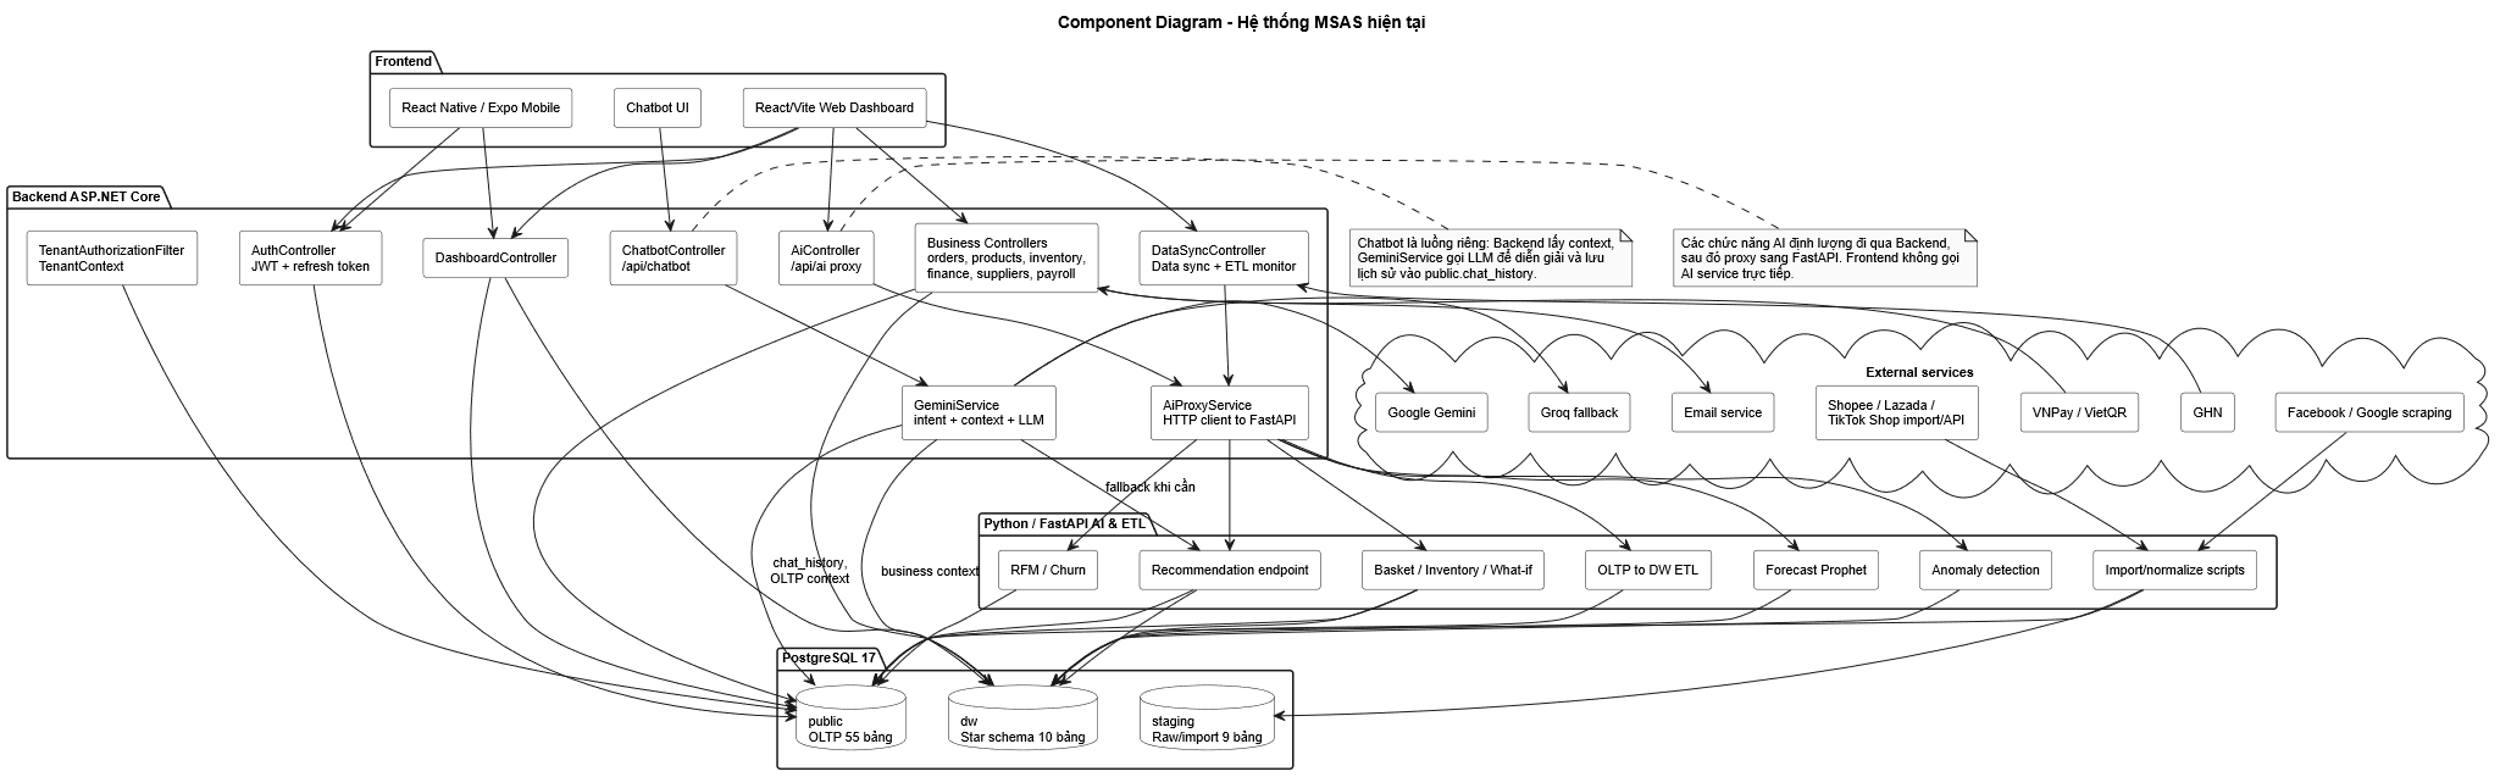 Component Diagram - Hệ thống MSAS hiện tại
Frontend
React Native / Expo Mobile
Chatbot UI
React/Vite Web Dashboard
Backend ASP.NET Core
TenantAuthorizationFilter
TenantContext
AuthController
JWT + refresh token
DashboardController
ChatbotController
/api/chatbot
AiController
/api/ai proxy
Business Controllers
orders, products, inventory,
finance, suppliers, payroll
DataSyncController
Data sync + ETL monitor
Chatbot là luồng riêng: Backend lấy context,
GeminiService gọi LLM để diễn giải và lưu
lịch sử vào public.chat_history.
Các chức năng AI định lượng đi qua Backend,
sau đó proxy sang FastAPI. Frontend không gọi
AI service trực tiếp.
GeminiService
intent + context + LLM
AiProxyService
HTTP client to FastAPI
External services
Google Gemini
Groq fallback
Email service
Shopee / Lazada /
TikTok Shop import/API
VNPay / VietQR
GHN
Facebook / Google scraping
fallback khi cần
Python / FastAPI AI & ETL
chat_history,
OLTP context
business context
RFM / Churn
Recommendation endpoint
Basket / Inventory / What-if
OLTP to DW ETL
Forecast Prophet
Anomaly detection
Import/normalize scripts
PostgreSQL 17
public
OLTP 55 bảng
dw
Star schema 10 bảng
staging
Raw/import 9 bảng